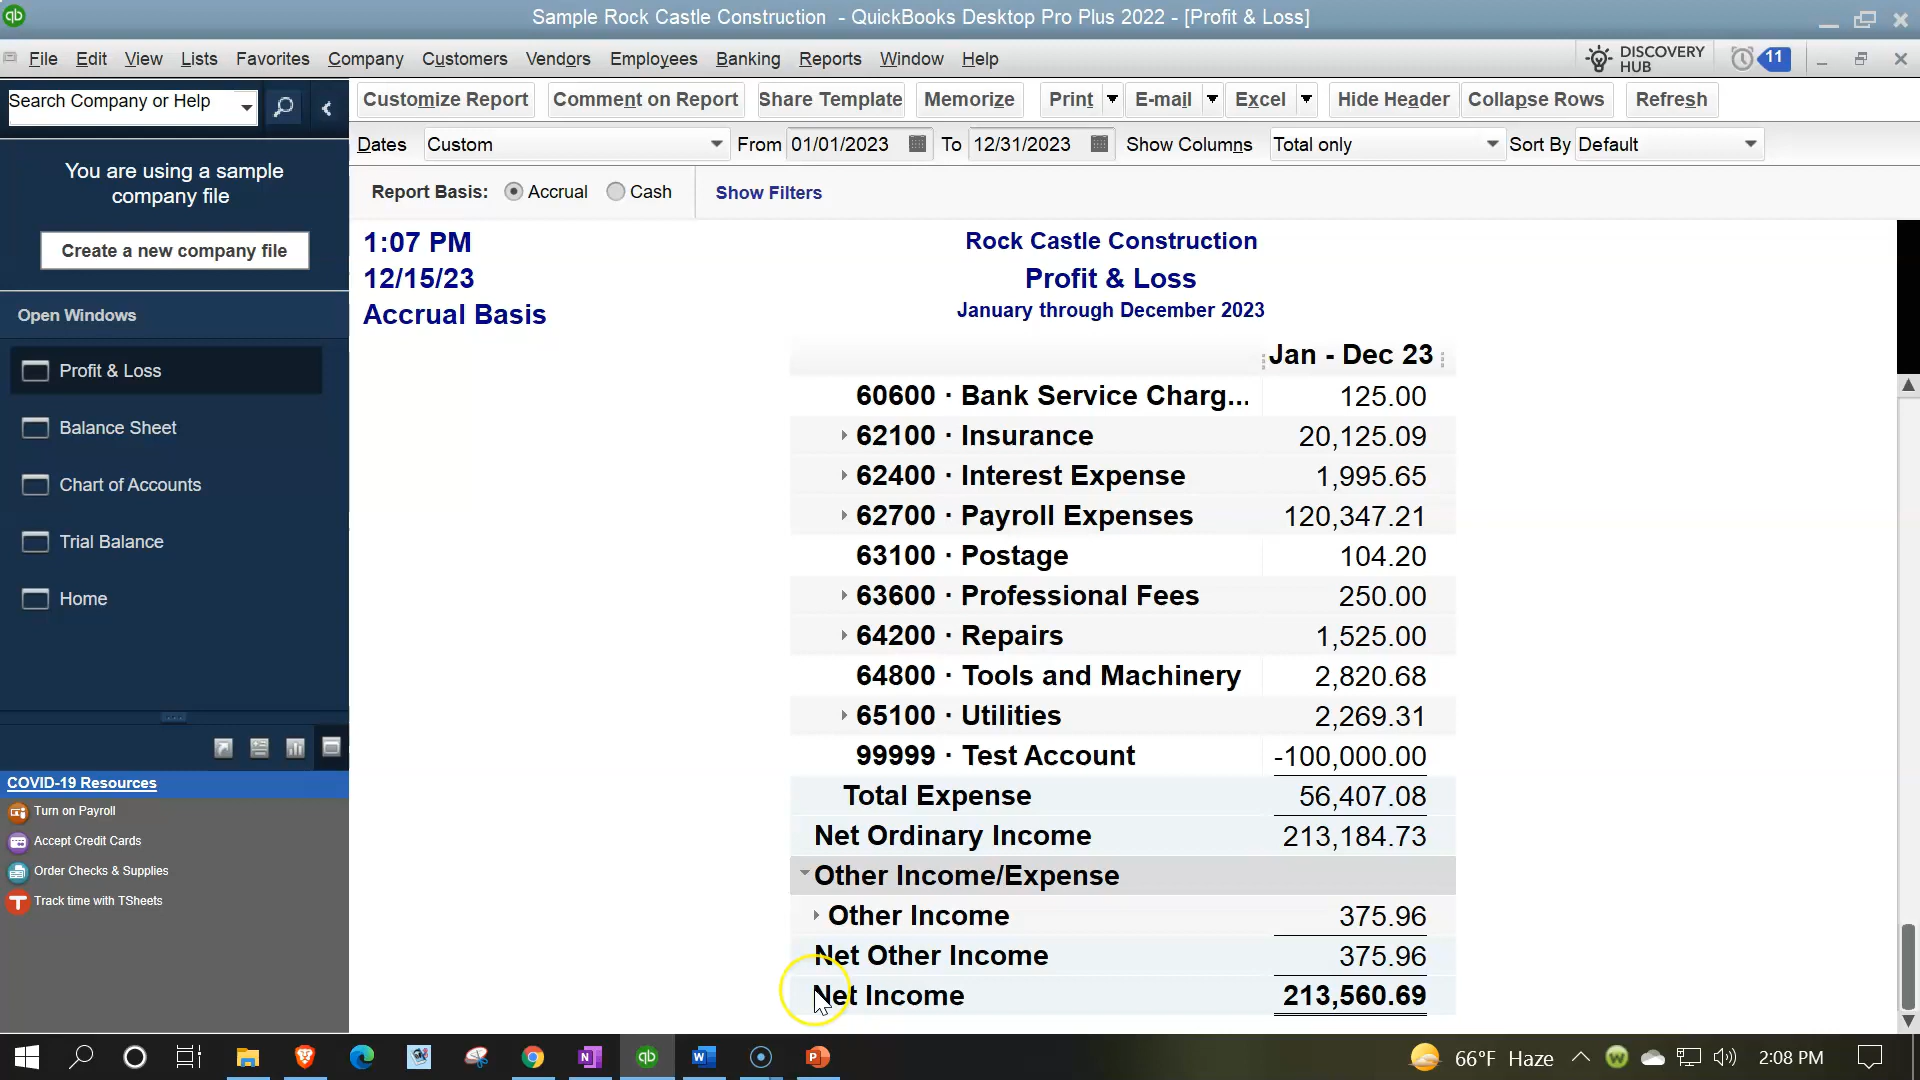 qb
Sample Rock Castle Construction - QuickBooks Desktop Pro Plus 2022 - [Profit & Loss]
File Edit View Lists Favorites Company Customers Vendors Employees Banking Reports Window Help
DISCOVERY HUB
11
Search Company or Help
Customize Report Comment on Report Share Template Memorize Print E-mail Excel Hide Header Collapse Rows Refresh
Dates Custom From 01/01/2023 To 12/31/2023 Show Columns Total only Sort By Default
Report Basis: Accrual Cash Show Filters
You are using a sample
company file
Create a new company file
Open Windows
Profit & Loss
Balance Sheet
Chart of Accounts
Trial Balance
Home
COVID-19 Resources
Turn on Payroll
Accept Credit Cards
Order Checks & Supplies
Track time with TSheets
1:07 PM
12/15/23
Accrual Basis
Rock Castle Construction
Profit & Loss
January through December 2023
Jan - Dec 23
60600 · Bank Service Charg... 125.00
62100 · Insurance 20,125.09
62400 · Interest Expense 1,995.65
62700 · Payroll Expenses 120,347.21
63100 · Postage 104.20
63600 · Professional Fees 250.00
64200 · Repairs 1,525.00
64800 · Tools and Machinery 2,820.68
65100 · Utilities 2,269.31
99999 · Test Account -100,000.00
Total Expense 56,407.08
Net Ordinary Income 213,184.73
Other Income/Expense
Other Income 375.96
Net Other Income 375.96
Net Income 213,560.69
66°F Haze 2:08 PM